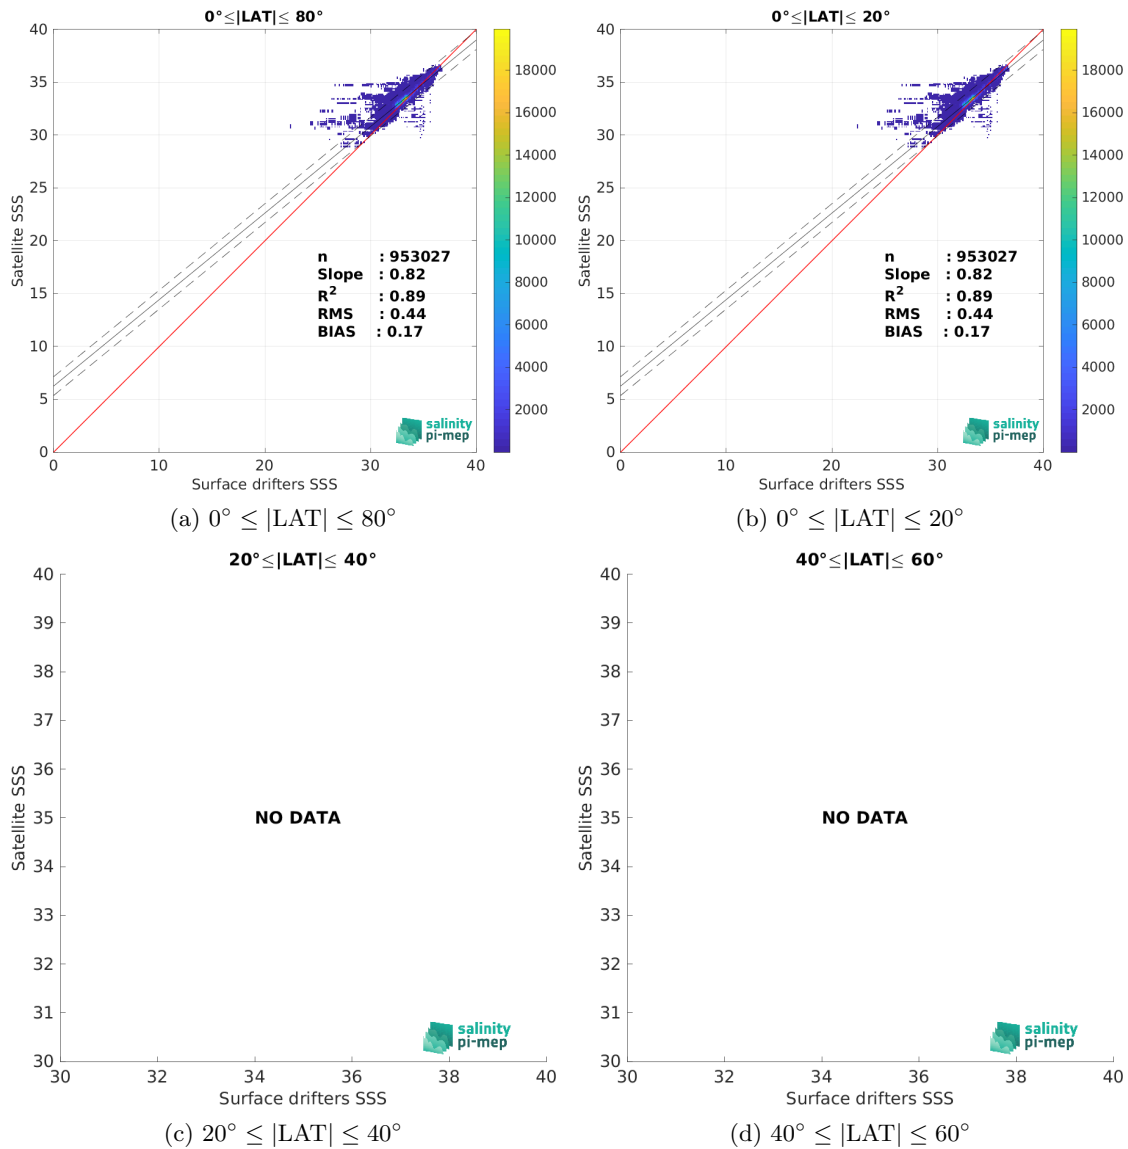 0°≤|LAT|≤ 80°
40
35
30
25
20
15
10
5
0
Satellite SSS
0
10
20
30
40
Surface drifters SSS
n : 953027
Slope : 0.82
R² : 0.89
RMS : 0.44
BIAS : 0.17
salinity
pi-mep
18000
16000
14000
12000
10000
8000
6000
4000
2000
(a) 0° ≤ |LAT| ≤ 80°
0°≤|LAT|≤ 20°
40
35
30
25
20
15
10
5
0
Satellite SSS
0
10
20
30
40
Surface drifters SSS
n : 953027
Slope : 0.82
R² : 0.89
RMS : 0.44
BIAS : 0.17
salinity
pi-mep
18000
16000
14000
12000
10000
8000
6000
4000
2000
(b) 0° ≤ |LAT| ≤ 20°
20°≤|LAT|≤ 40°
40
39
38
37
36
35
34
33
32
31
30
Satellite SSS
NO DATA
salinity
pi-mep
30
32
34
36
38
40
Surface drifters SSS
(c) 20° ≤ |LAT| ≤ 40°
40°≤|LAT|≤ 60°
40
39
38
37
36
35
34
33
32
31
30
Satellite SSS
NO DATA
salinity
pi-mep
30
32
34
36
38
40
Surface drifters SSS
(d) 40° ≤ |LAT| ≤ 60°